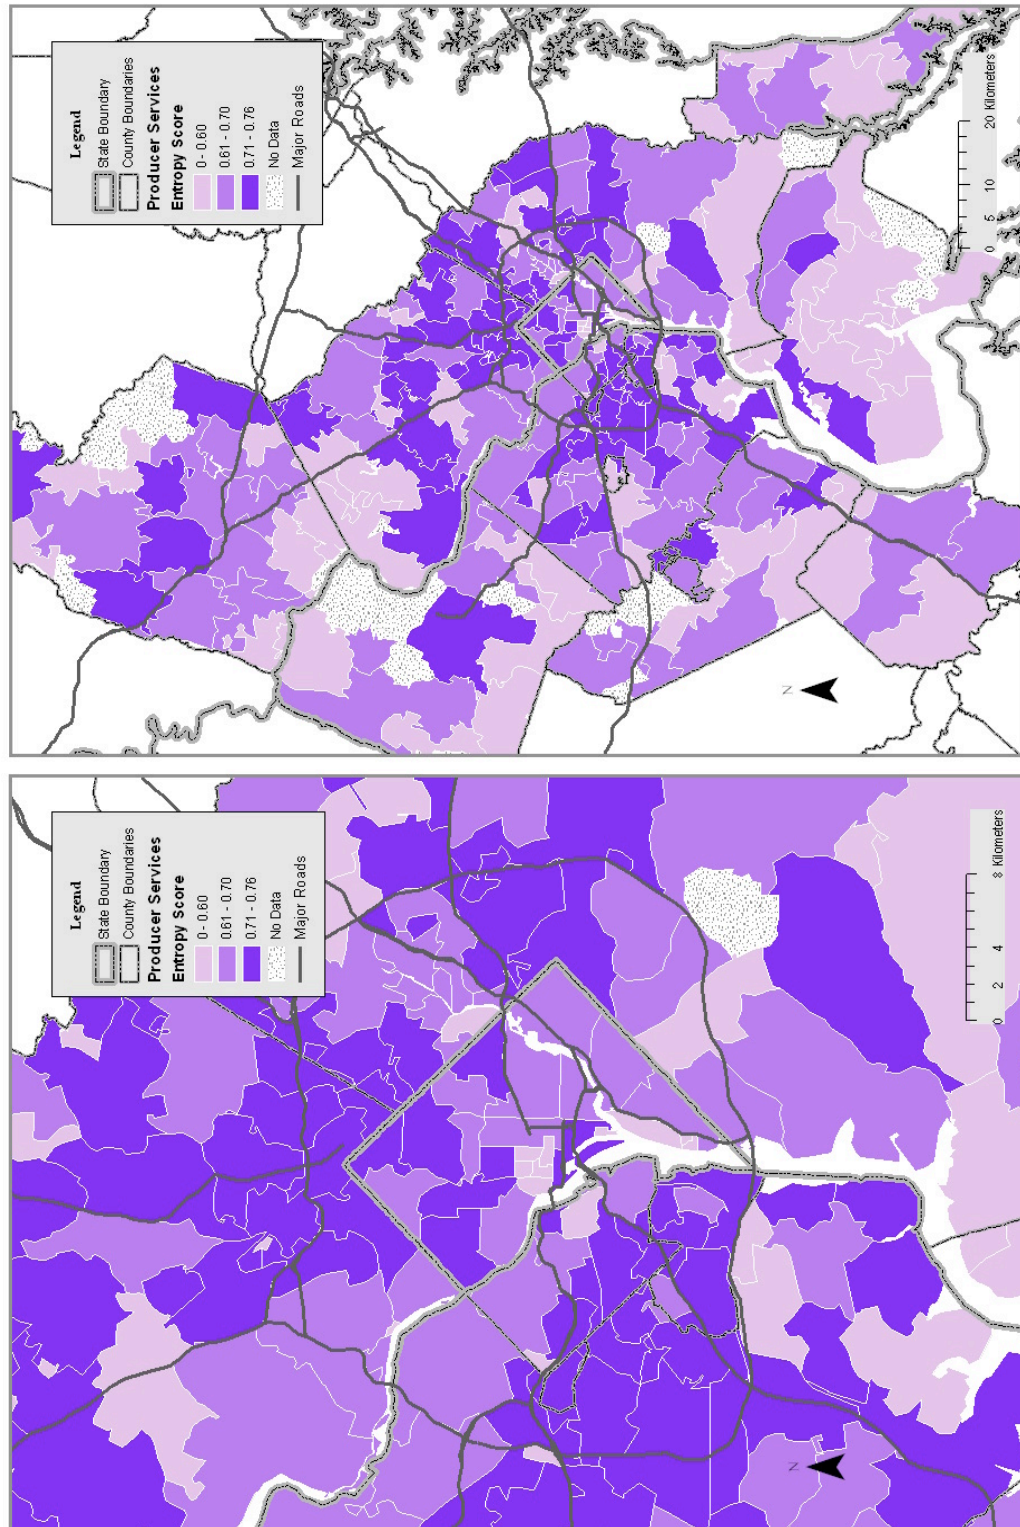 Legend
State Boundary
County Boundaries
Producer Services
Entropy Score
0 - 0.60
0.61 - 0.70
0.71 - 0.76
No Data
Major Roads
N
0 5 10 20 Kilometers
Legend
State Boundary
County Boundaries
Producer Services
Entropy Score
0 - 0.60
0.61 - 0.70
0.71 - 0.76
No Data
Major Roads
N
0 2 4 8 Kilometers